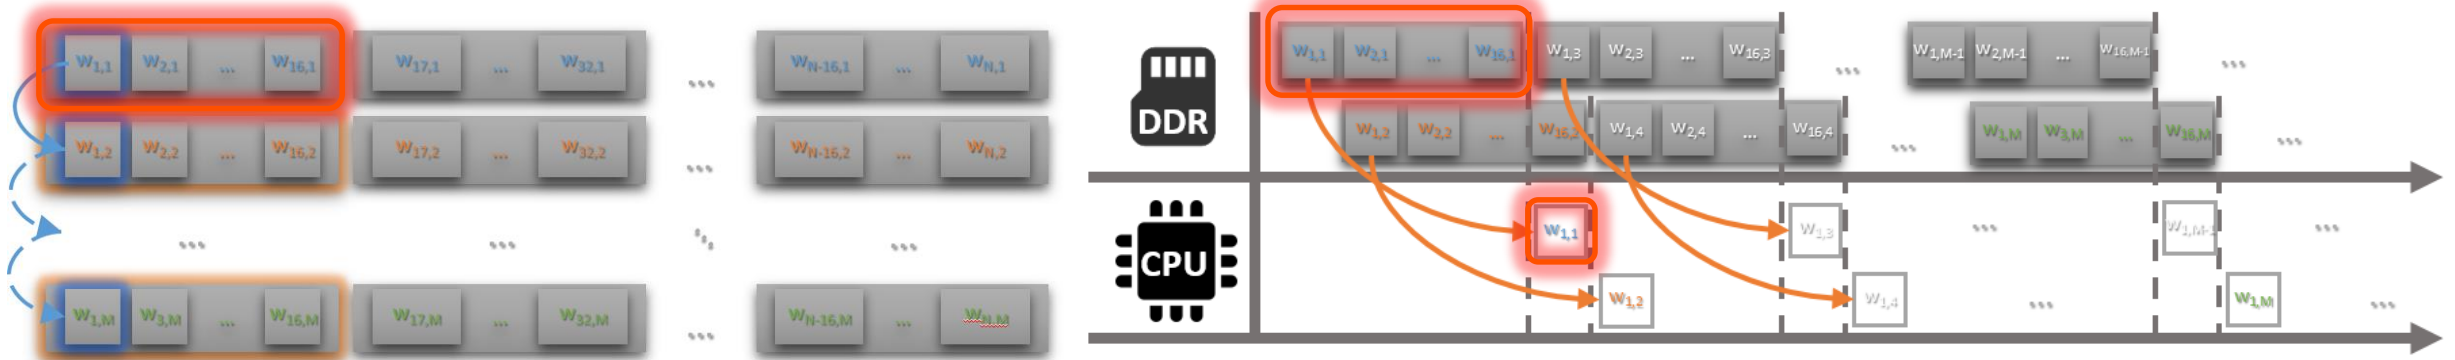 w1,1 w2,1 ... w16,1 w17,1 ... w32,1 ... wN-16,1 ... wN,1
w1,2 w2,2 ... w16,2 w17,2 ... w32,2 ... wN-16,2 ... wN,2
... ... ... ...
w1,M w3,M ... w16,M w17,M ... w32,M ... wN-16,M ... wN,M
DDR
w1,1 w2,1 ... w16,1 w1,3 w2,3 ... w16,3 ... w1,M-1 w2,M-1 ... w16,M-1 ...
w1,2 w2,2 ... w16,2 w1,4 w2,4 ... w16,4 ... w1,M w3,M ... w16,M ...
CPU
w1,1 w1,3 ... w1,M-1 ...
w1,2 w1,4 ... w1,M ...